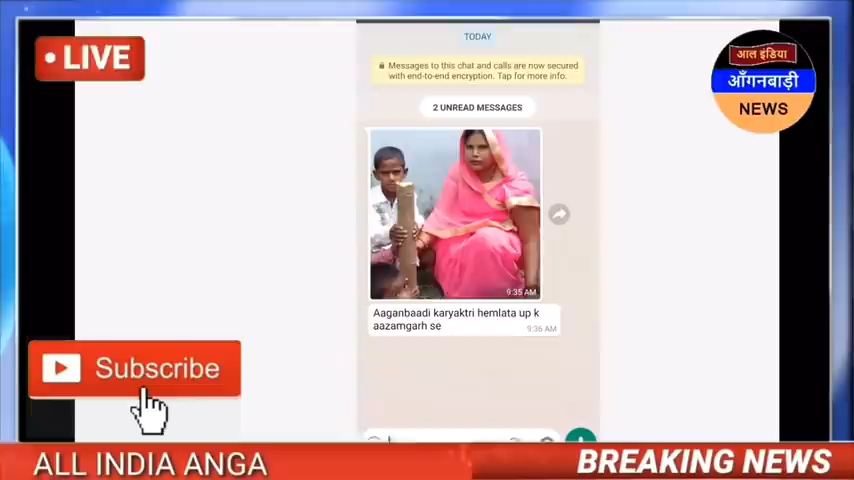 LIVE
TODAY
Messages to this chat and calls are now secured
with end-to-end encryption. Tap for more info.
2 UNREAD MESSAGES
9:35 AM
Aaganbaadi karyaktri hemlata up k
aazamgarh se
9:36 AM
आल इंडिया
आँगनबाड़ी
NEWS
Subscribe
ALL INDIA ANGA
BREAKING NEWS